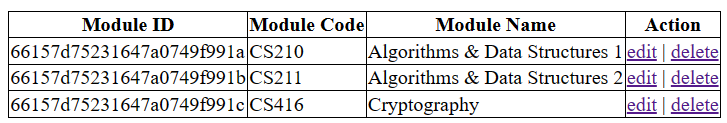 Module ID Module Code Module Name Action
66157d75231647a0749f991a CS210 Algorithms & Data Structures 1 edit | delete
66157d75231647a0749f991b CS211 Algorithms & Data Structures 2 edit | delete
66157d75231647a0749f991c CS416 Cryptography edit | delete